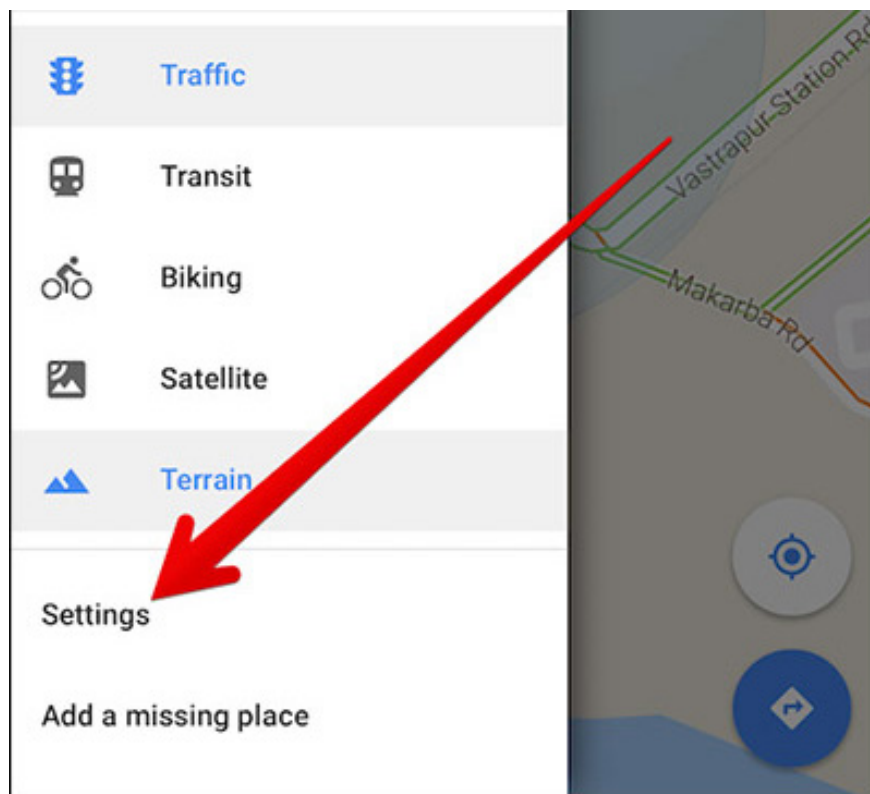 Traffic
Transit
Biking
Satellite
Terrain
Settings
Add a missing place
Vastrapur Station Rd
Makarba Rd